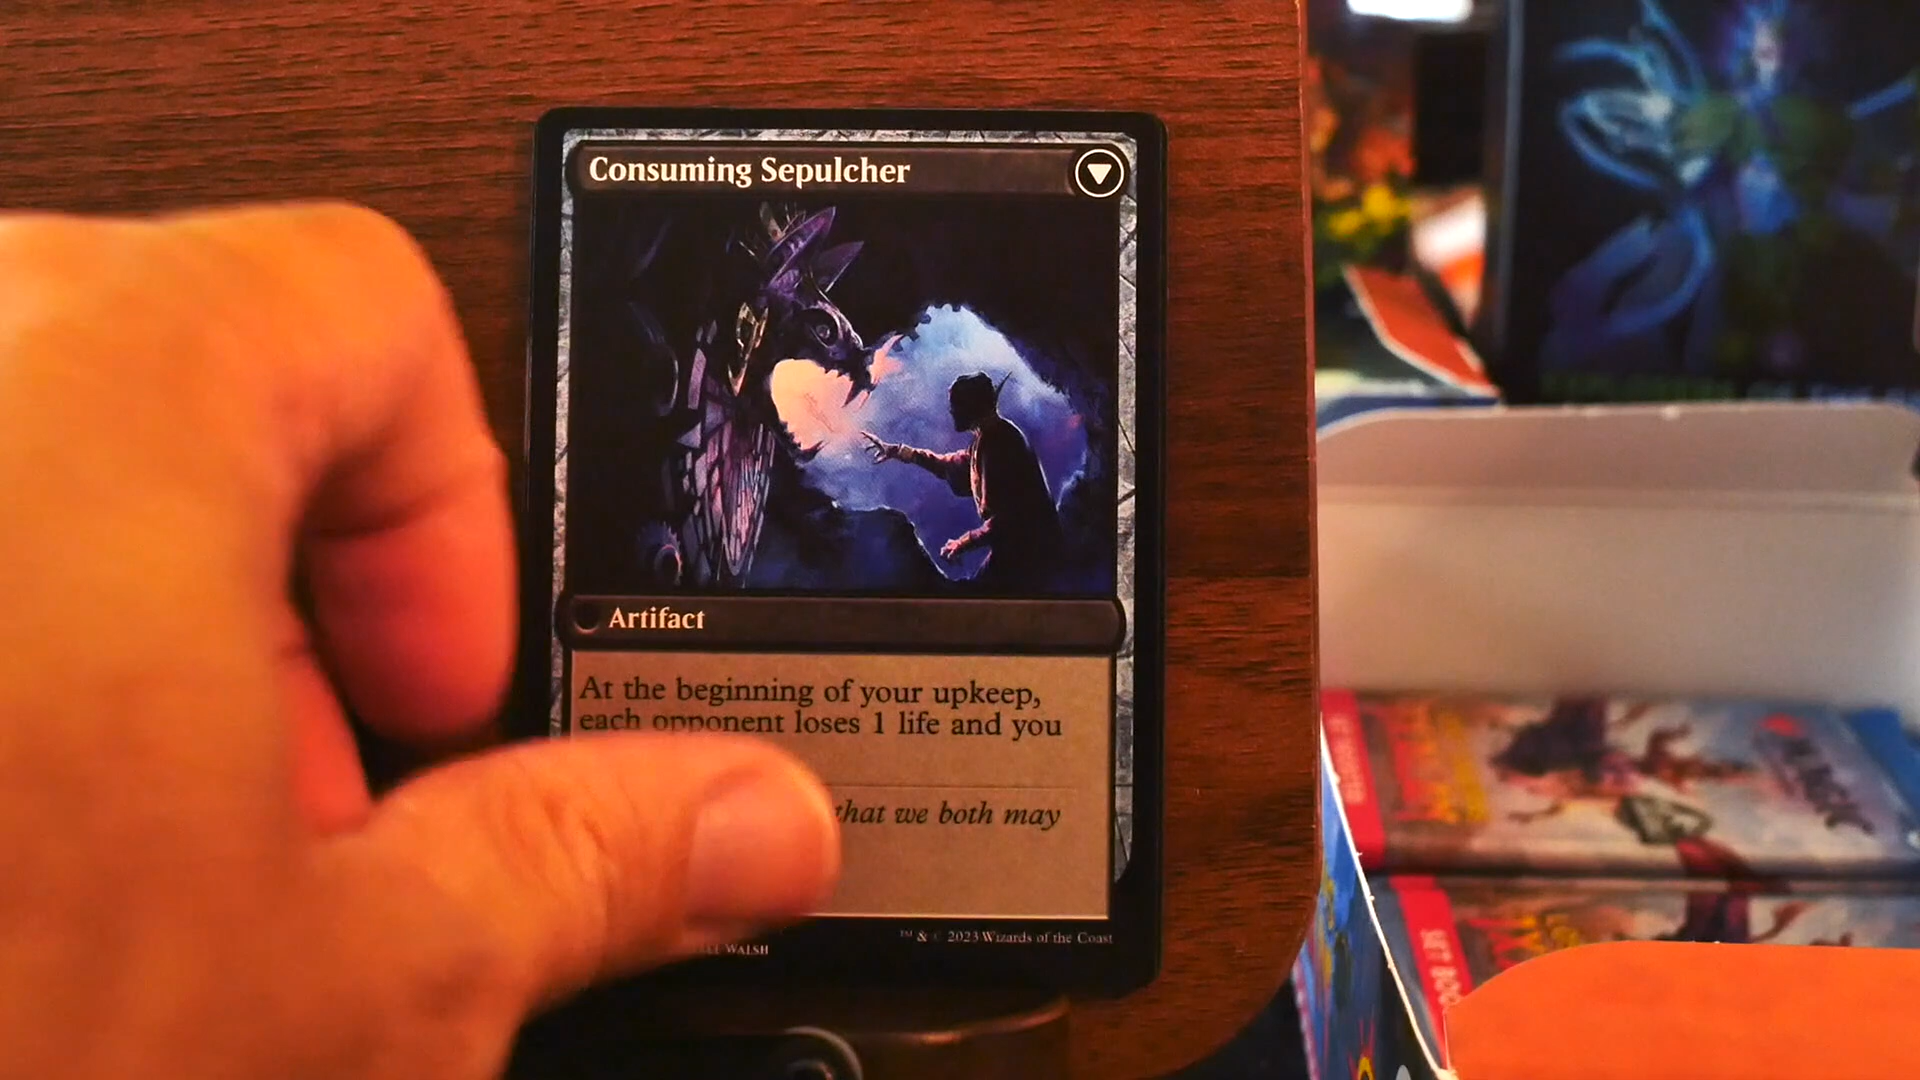 Consuming Sepulcher
Artifact
At the beginning of your upkeep,
each opponent loses 1 life and you
that we both may
WALSH
™ & © 2023 Wizards of the Coast